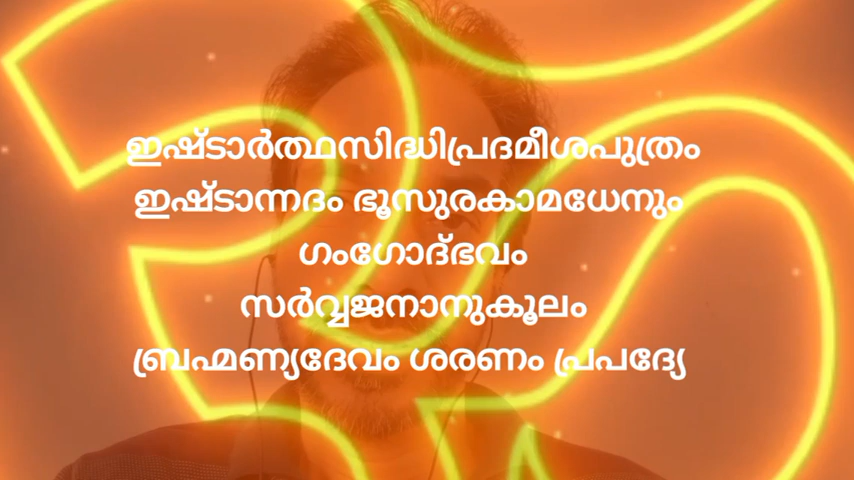 ഇഷ്ടാർത്ഥസിദ്ധിപ്രദമീശപുത്രം
ഇഷ്ടാന്നദം ഭൂസുരകാമധേനും
ഗംഗോദ്ഭവം
സർവ്വജനാനുകൂലം
ബ്രഹ്മണ്യദേവം ശരണം പ്രപദ്യേ